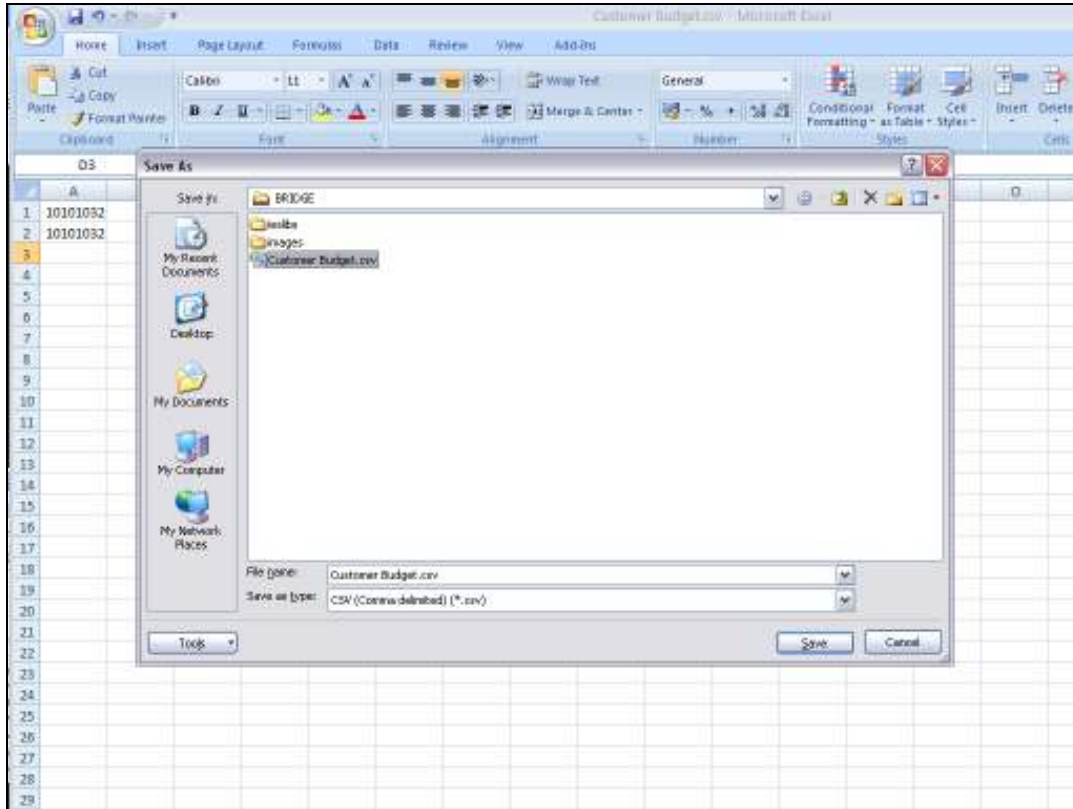 Customer Budget.csv - Microsoft Excel
Home Insert Page Layout Formulas Data Review View Add-Ins
Cut
Copy
Paste
Format Painter
Clipboard
Calibri 11
Font
Wrap Text
Merge & Center
Alignment
General
Number
Conditional Formatting
Format as Table
Cell Styles
Styles
Insert Delete
Cells
D3
Save As
A
O
Save in: BRIDGE
images
Customer Budget.csv
My Recent Documents
Desktop
My Documents
My Computer
My Network Places
File name: Customer Budget.csv
Save as type: CSV (Comma delimited) (*.csv)
Tools Save Cancel
1 10101032
2 10101032
3
4
5
6
7
8
9
10
11
12
13
14
15
16
17
18
19
20
21
22
23
24
25
26
27
28
29